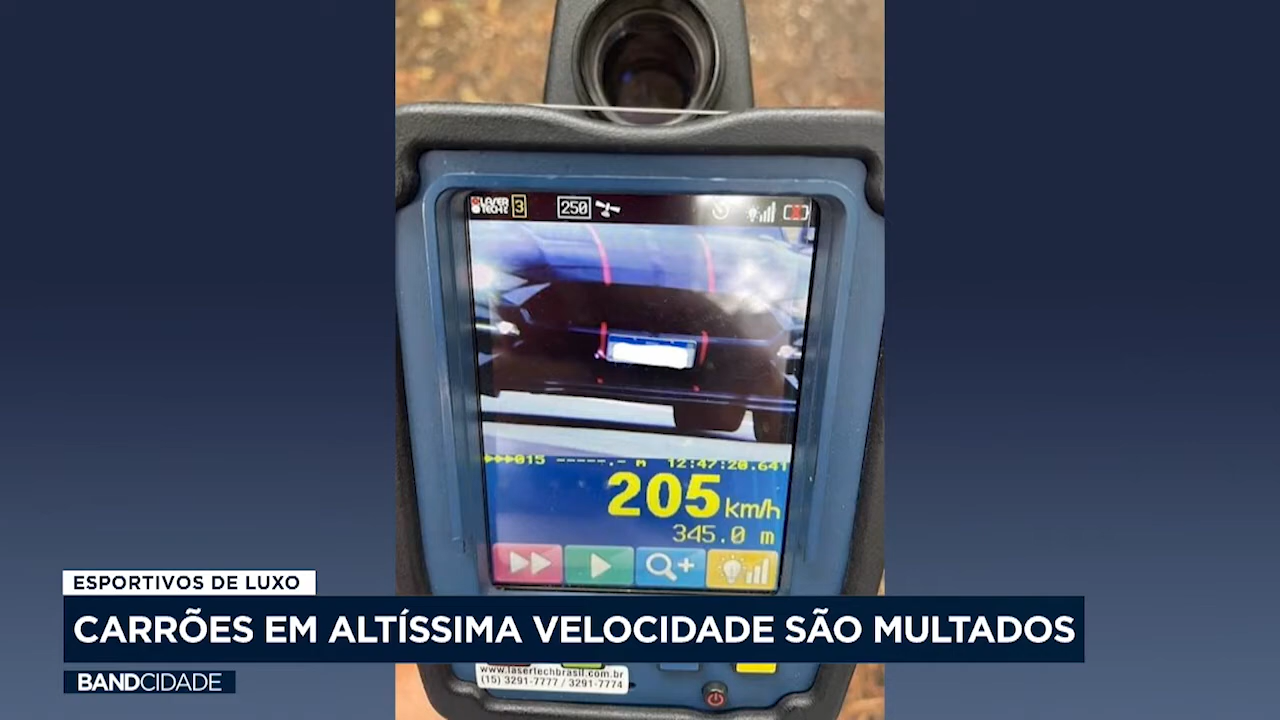 LASER
TECH
3
250
015 -----.- M 12:47:20.641
205 km/h
345.0 m
ESPORTIVOS DE LUXO
CARRÕES EM ALTÍSSIMA VELOCIDADE SÃO MULTADOS
www.lasertechbrasil.com.br
(15) 3291-7777 / 3291-7774
BANDCIDADE